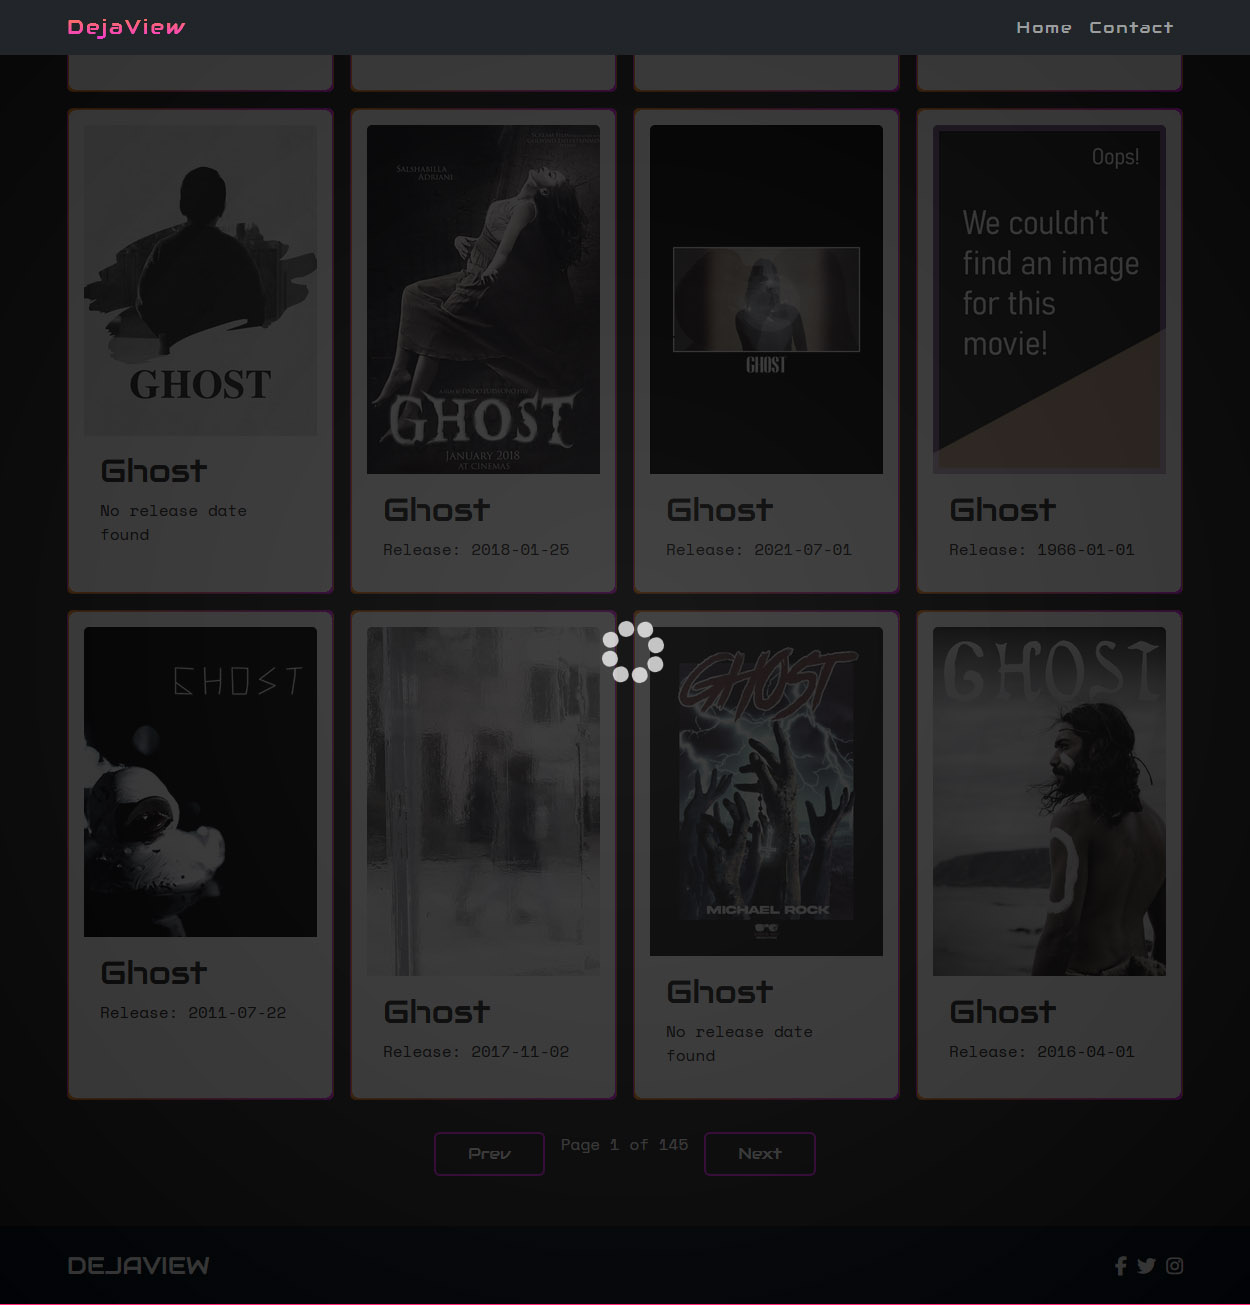 DejaView
Home Contact
GHOST
Ghost
No release date
found
SALSHABILLA
ADRIANI
GHOST
JANUARY 2018
AT CINEMAS
Ghost
Release: 2018-01-25
GHOST
Ghost
Release: 2021-07-01
Oops!
We couldn't
find an image
for this
movie!
Ghost
Release: 1966-01-01
GHOST
Ghost
Release: 2011-07-22
Ghost
Release: 2017-11-02
GHOST
MICHAEL ROCK
Ghost
No release date
found
GHOST
Ghost
Release: 2016-04-01
Prev
Page 1 of 145
Next
DEJAVIEW